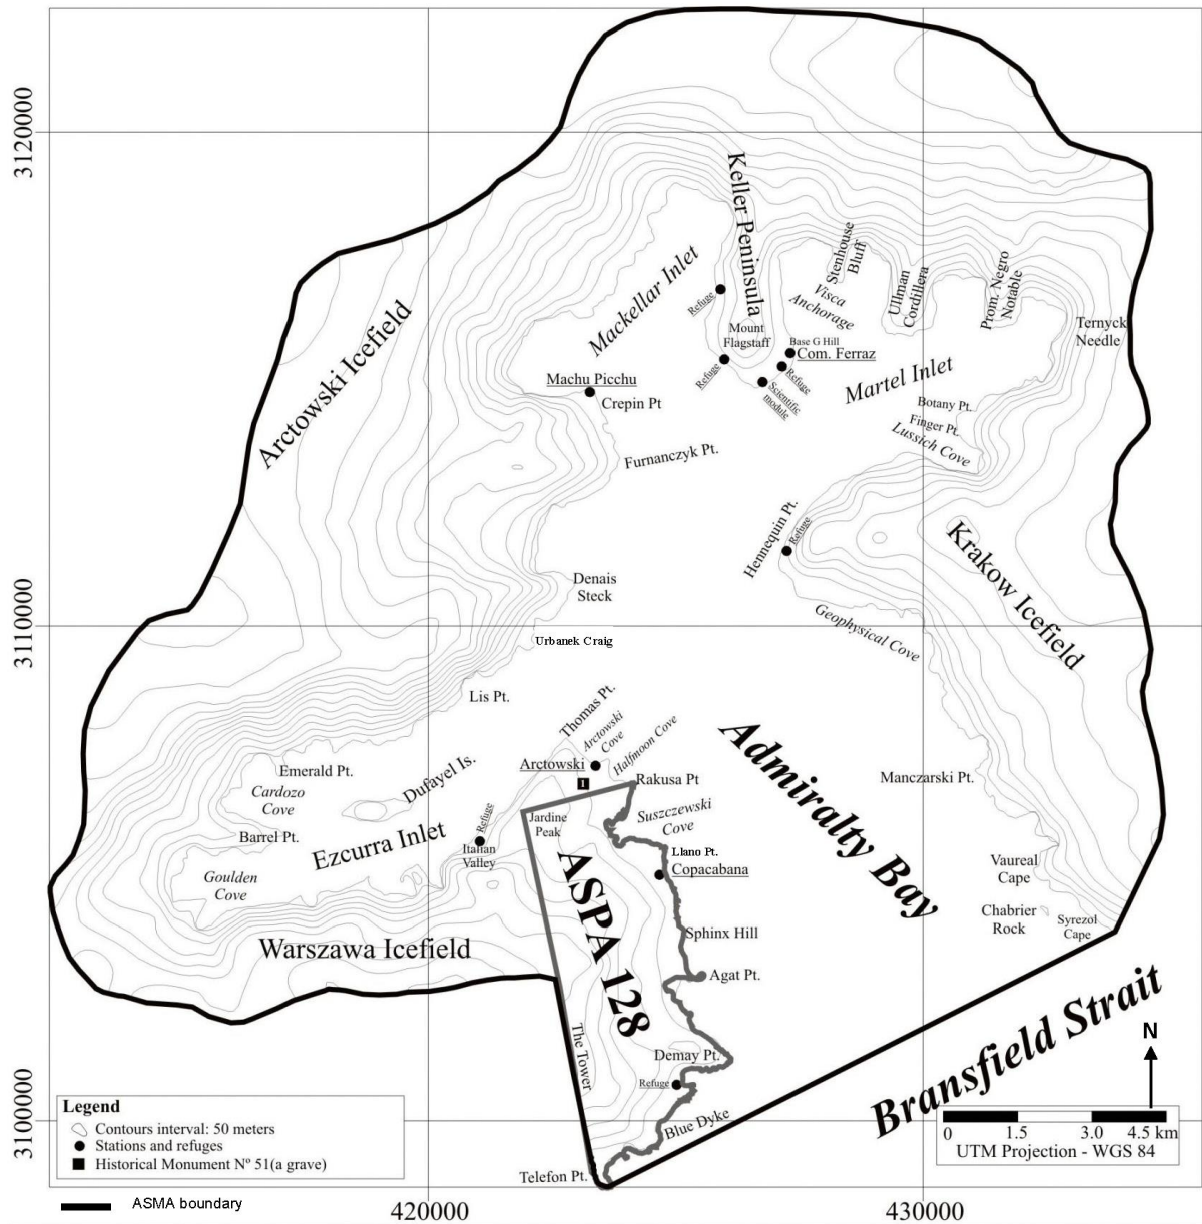 3120000
3110000
3100000
420000
430000
Keller Peninsula
Mackellar Inlet
Refuge
Mount
Flagstaff
Stenhouse
Bluff
Visca
Anchorage
Ullman
Cordillera
Prom. Negro
Notable
Ternyck
Needle
Base G Hill
Com. Ferraz
Refuge
Refuge
Scientific
module
Martel Inlet
Botany Pt.
Finger Pt.
Lussich Cove
Arctowski Icefield
Machu Picchu
Crepin Pt
Furnanczyk Pt.
Hennequin Pt.
Refuge
Krakow Icefield
Denais
Steck
Geophysical Cove
Urbanek Craig
Lis Pt.
Thomas Pt.
Arctowski
Cove
Halfmoon Cove
Arctowski
1
Rakusa Pt
Admiralty Bay
Manczarski Pt.
Emerald Pt.
Cardozo
Cove
Dufayel Is.
Barrel Pt.
Ezcurra Inlet
Refuge
Italian
Valley
Jardine
Peak
Suszczewski
Cove
Llano Pt.
Copacabana
Goulden
Cove
Vaureal
Cape
Chabrier
Rock
Syrezol
Cape
Warszawa Icefield
ASPA 128
Sphinx Hill
Agat Pt.
Bransfield Strait
The Tower
Demay Pt.
Refuge
Blue Dyke
Telefon Pt.
N
0 1.5 3.0 4.5 km
UTM Projection - WGS 84
Legend
Contours interval: 50 meters
Stations and refuges
Historical Monument Nº 51(a grave)
ASMA boundary